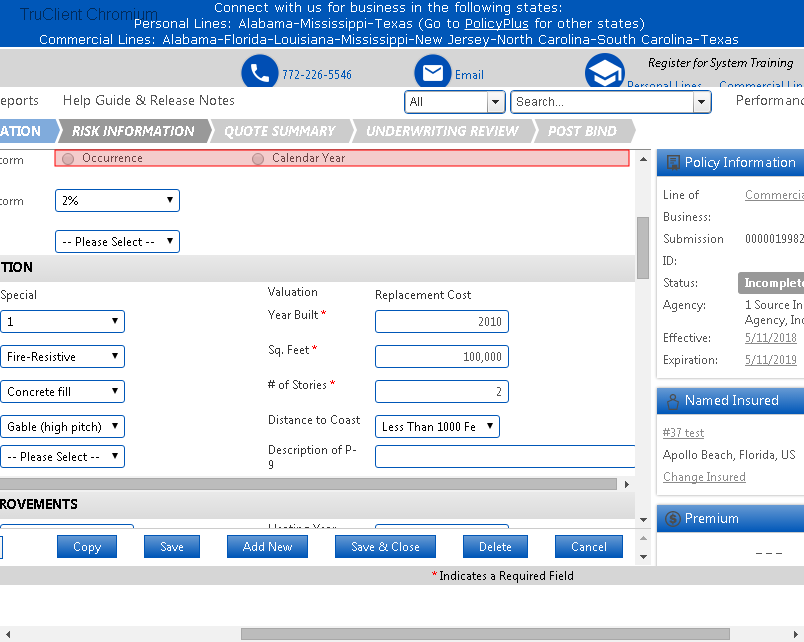 TruClient Chromium
Connect with us for business in the following states:
Personal Lines: Alabama-Mississippi-Texas (Go to PolicyPlus for other states)
Commercial Lines: Alabama-Florida-Louisiana-Mississippi-New Jersey-North Carolina-South Carolina-Texas
772-226-5546
Email
Register for System Training
Personal Lines
Commercial Lin
eports
Help Guide & Release Notes
All
Search...
Performanc
ATION
RISK INFORMATION
QUOTE SUMMARY
UNDERWRITING REVIEW
POST BIND
torm
Occurrence
Calendar Year
torm
2%
-- Please Select --
TION
Special
Valuation
Replacement Cost
1
Year Built *
2010
Fire-Resistive
Sq. Feet *
100,000
Concrete fill
# of Stories *
2
Gable (high pitch)
Distance to Coast
Less Than 1000 Fe
-- Please Select --
Description of P-
9
ROVEMENTS
Heating Year
Copy
Save
Add New
Save & Close
Delete
Cancel
* Indicates a Required Field
Policy Information
Line of
Business:
Commercia
Submission
ID:
0000019982
Status:
Incomplete
Agency:
1 Source In
Agency, Inc
Effective:
5/11/2018
Expiration:
5/11/2019
Named Insured
#37 test
Apollo Beach, Florida, US
Change Insured
Premium
_ _ _